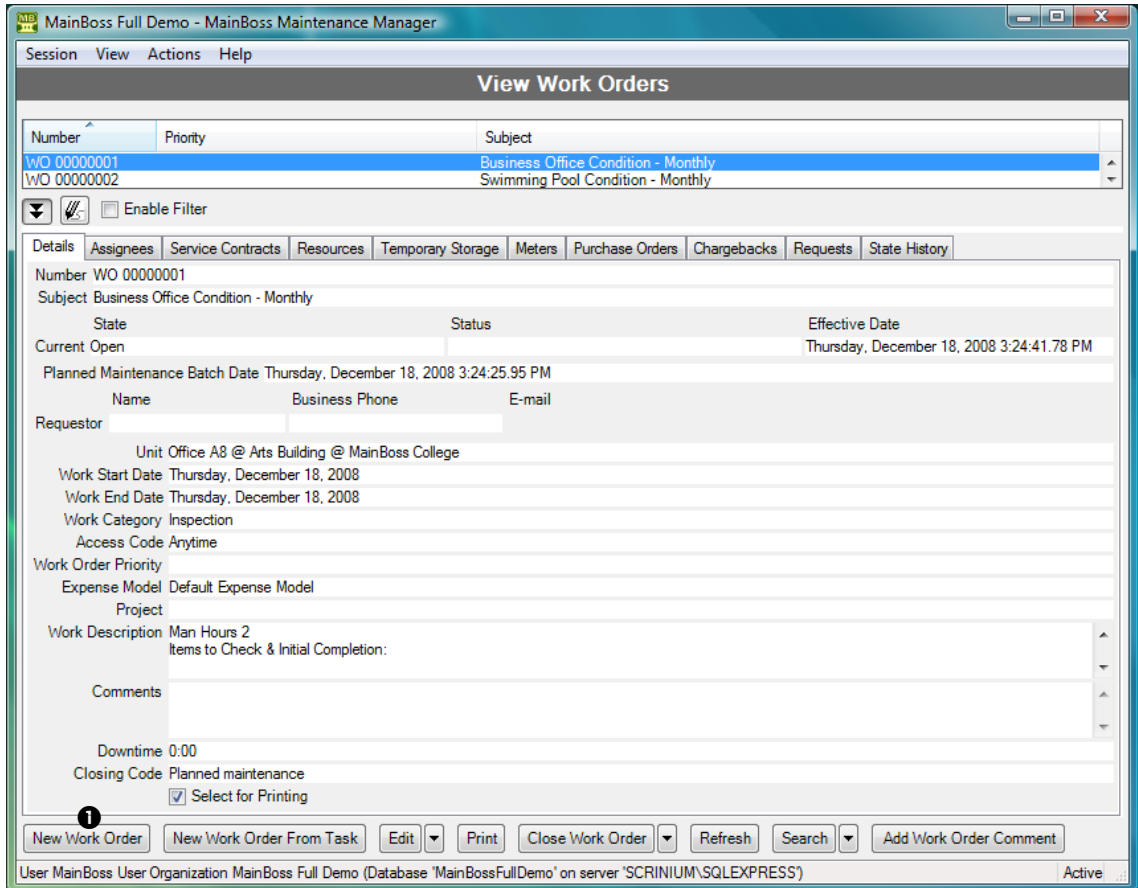 MainBoss Full Demo - MainBoss Maintenance Manager
Session View Actions Help
View Work Orders
Number Priority Subject
WO 00000001 Business Office Condition - Monthly
WO 00000002 Swimming Pool Condition - Monthly
Enable Filter
Details Assignees Service Contracts Resources Temporary Storage Meters Purchase Orders Chargebacks Requests State History
Number WO 00000001
Subject Business Office Condition - Monthly
State Status Effective Date
Current Open Thursday, December 18, 2008 3:24:41.78 PM
Planned Maintenance Batch Date Thursday, December 18, 2008 3:24:25.95 PM
Name Business Phone E-mail
Requestor
Unit Office A8 @ Arts Building @ MainBoss College
Work Start Date Thursday, December 18, 2008
Work End Date Thursday, December 18, 2008
Work Category Inspection
Access Code Anytime
Work Order Priority
Expense Model Default Expense Model
Project
Work Description Man Hours 2
Items to Check & Initial Completion:
Comments
Downtime 0:00
Closing Code Planned maintenance
Select for Printing
1
New Work Order New Work Order From Task Edit Print Close Work Order Refresh Search Add Work Order Comment
User MainBoss User Organization MainBoss Full Demo (Database 'MainBossFullDemo' on server 'SCRINIUM\SQLEXPRESS') Active